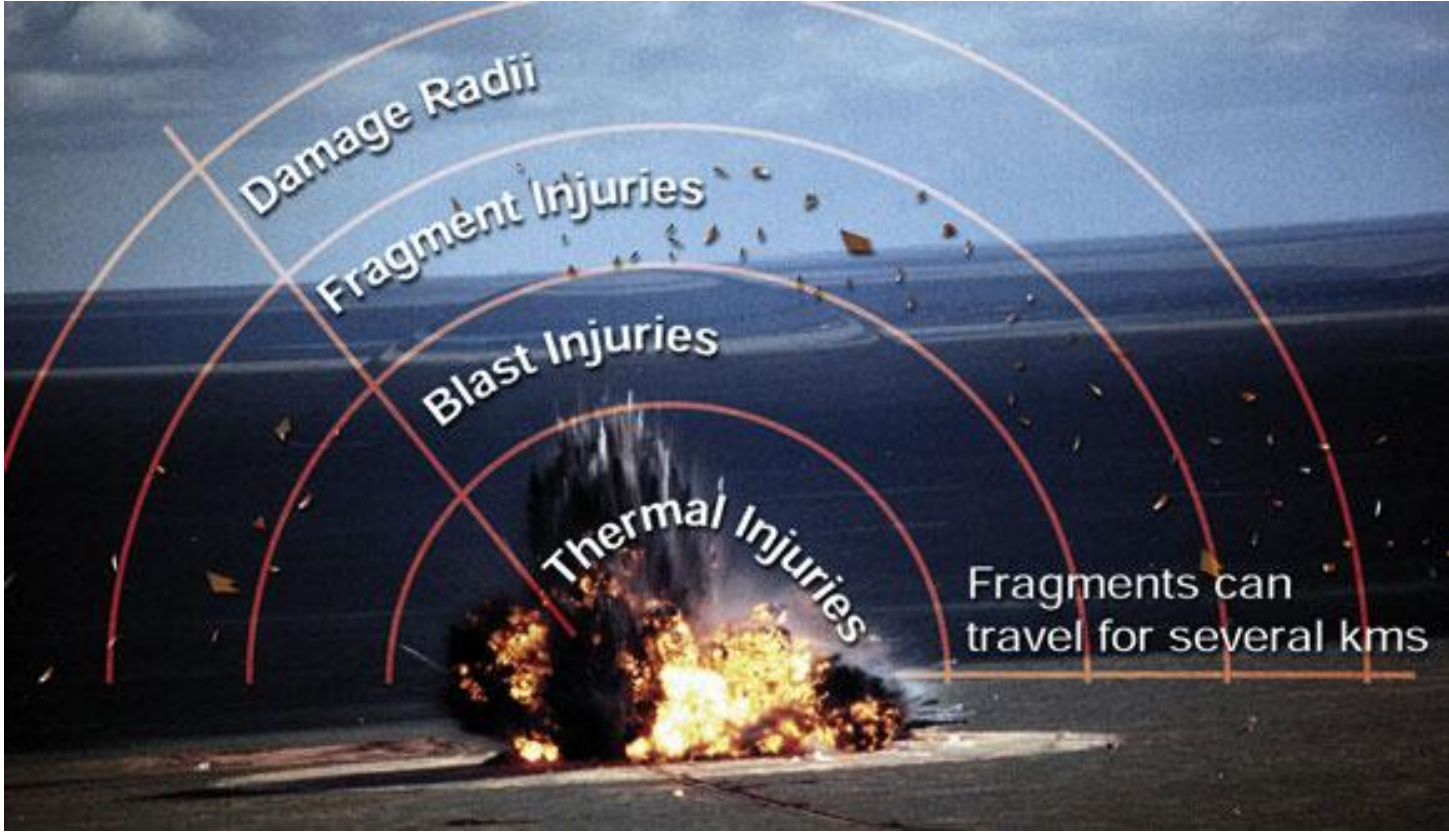 Damage Radii
Fragment Injuries
Blast Injuries
Thermal Injuries
Fragments can
travel for several kms